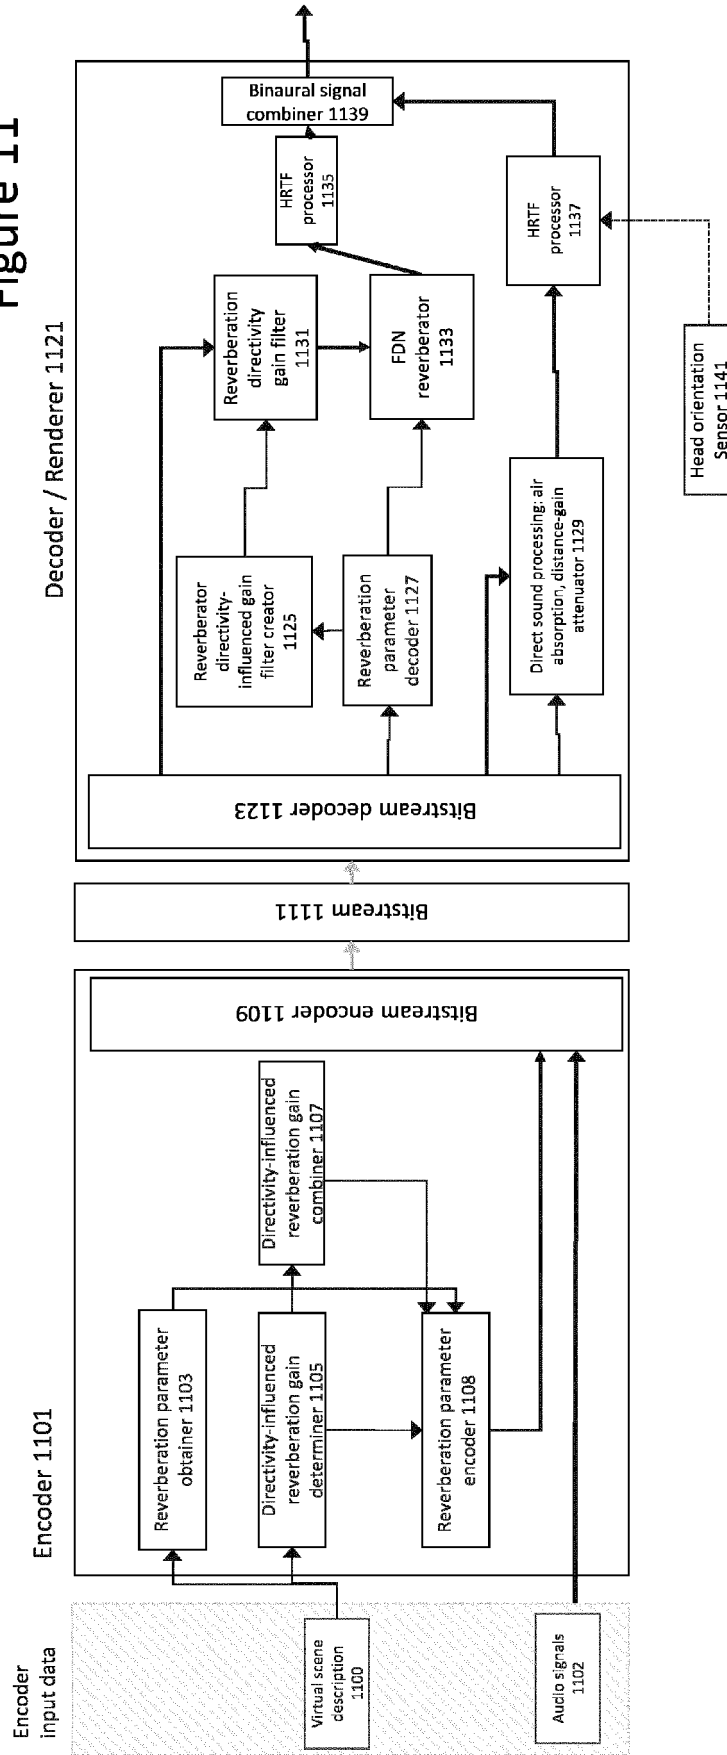 Figure 11
Encoder
input data
Virtual scene
description
1100
Audio signals
1102
Encoder 1101
Reverberation parameter
obtainer 1103
Directivity-influenced
reverberation gain
determiner 1105
Reverberation parameter
encoder 1108
Directivity-influenced
reverberation gain
combiner 1107
Bitstream encoder 1109
Bitstream 1111
Decoder / Renderer 1121
Bitstream decoder 1123
Reverberator
directivity-
influenced gain
filter creator
1125
Reverberation
parameter
decoder 1127
Direct sound processing: air
absorption, distance-gain
attenuator 1129
Reverberation
directivity
gain filter
1131
FDN
reverberator
1133
HRTF
processor
1135
HRTF
processor
1137
Binaural signal
combiner 1139
Head orientation
Sensor 1141